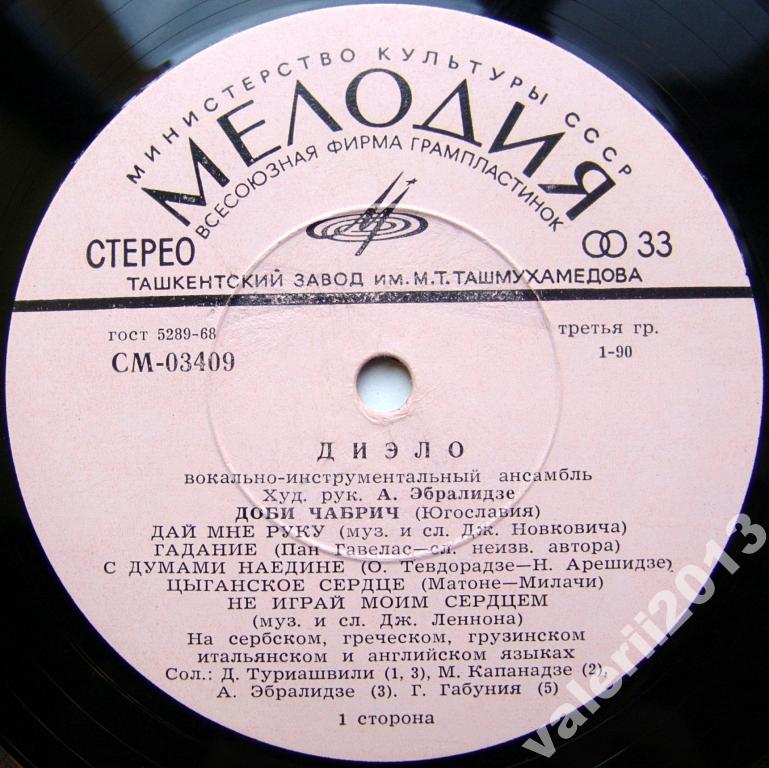 МИНИСТЕРСТВО КУЛЬТУРЫ СССР
МЕЛОДИЯ
ВСЕСОЮЗНАЯ ФИРМА ГРАМПЛАСТИНОК
СТЕРЕО
33
ТАШКЕНТСКИЙ ЗАВОД ИМ. М.Т. ТАШМУХАМЕДОВА
гост 5289-68
третья гр.
СМ-03409
1-90
ДИЭЛО
вокально-инструментальный ансамбль
Худ. рук. А. Эбралидзе
ДОБИ ЧАБРИЧ (Югославия)
ДАЙ МНЕ РУКУ (муз. и сл. Дж. Новковича)
ГАДАНИЕ (Пан Гавелас—сл. неизв. автора)
С ДУМАМИ НАЕДИНЕ (О. Тевдорадзе—Н. Арешидзе)
ЦЫГАНСКОЕ СЕРДЦЕ (Матоне—Милачи)
НЕ ИГРАЙ МОИМ СЕРДЦЕМ
(муз. и сл. Дж. Леннона)
На сербском, греческом, грузинском
итальянском и английском языках
Сол.: Д. Туриашвили (1, 3), М. Капанадзе (2),
А. Эбралидзе (3). Г. Габуния (5)
1 сторона
valerii2013